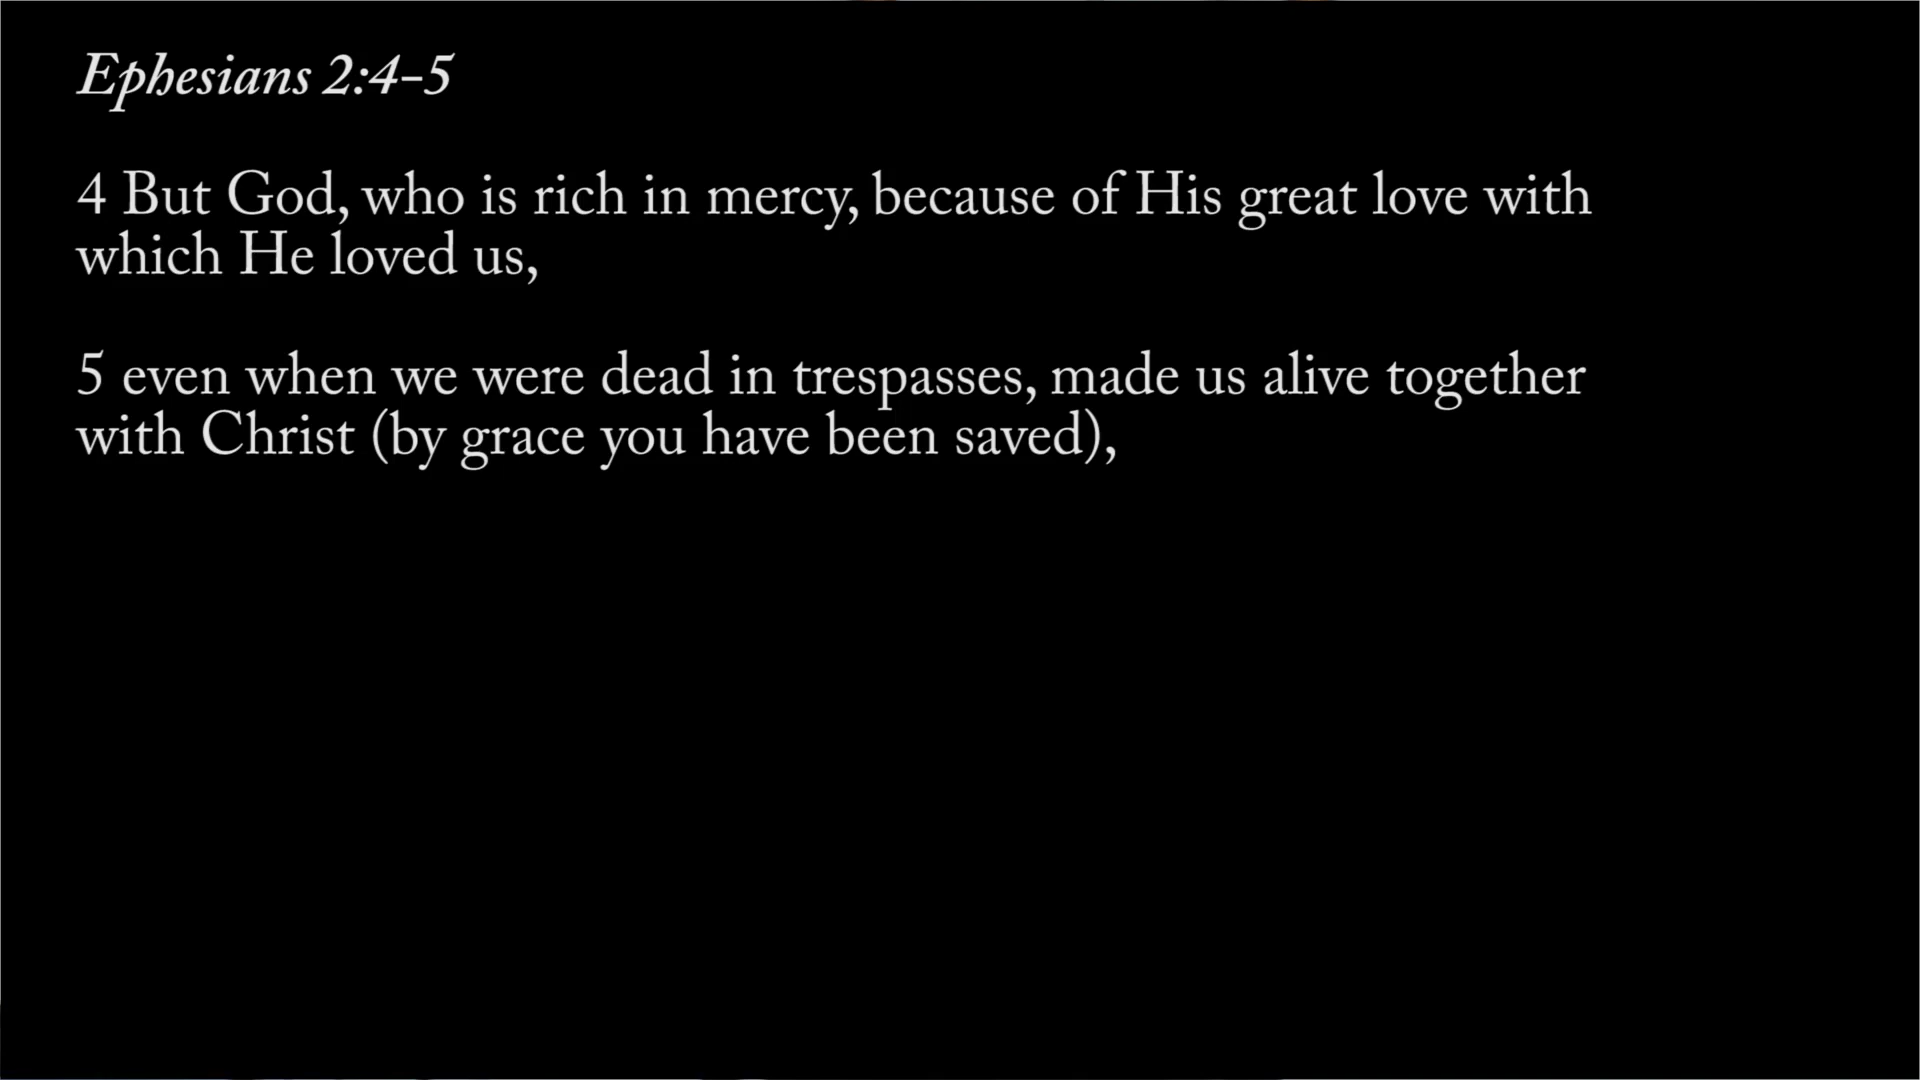 Ephesians 2:4-5
4 But God, who is rich in mercy, because of His great love with
which He loved us,
5 even when we were dead in trespasses, made us alive together
with Christ (by grace you have been saved),